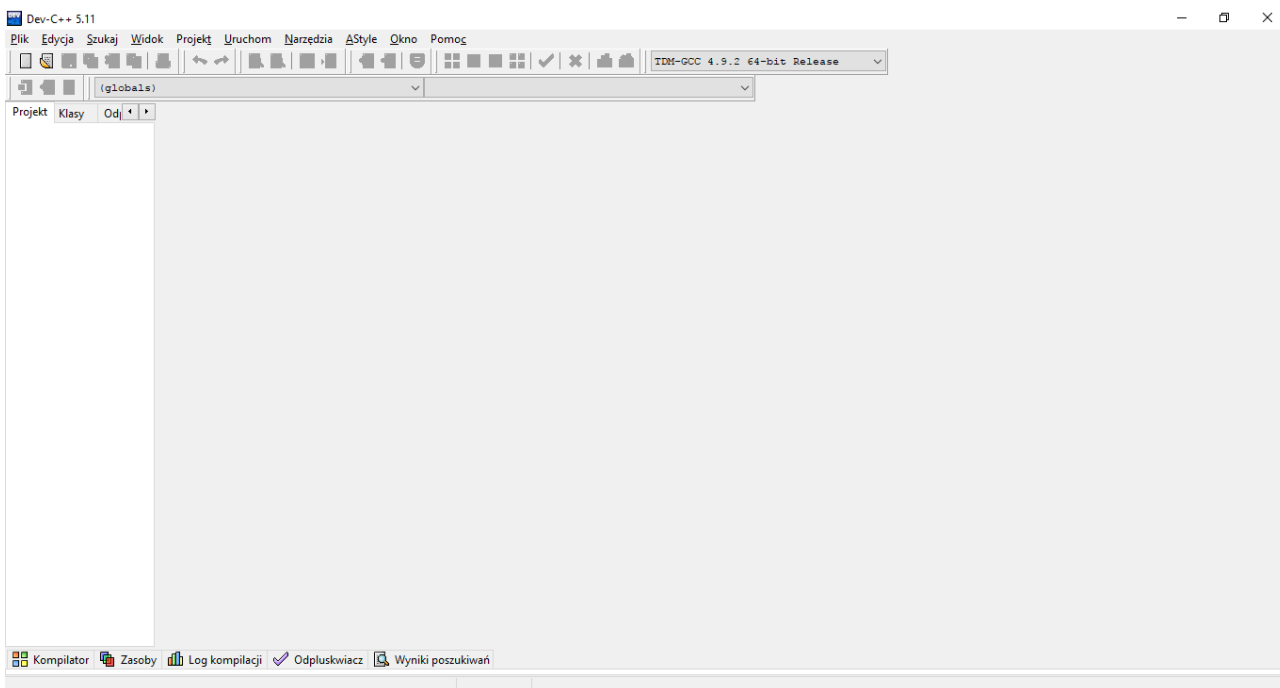 DEV Dev-C++ 5.11
Plik Edycja Szukaj Widok Projekt Uruchom Narzędzia AStyle Okno Pomoc
TDM-GCC 4.9.2 64-bit Release
(globals)
Projekt Klasy
Kompilator Zasoby Log kompilacji Odpluskwiacz Wyniki poszukiwań